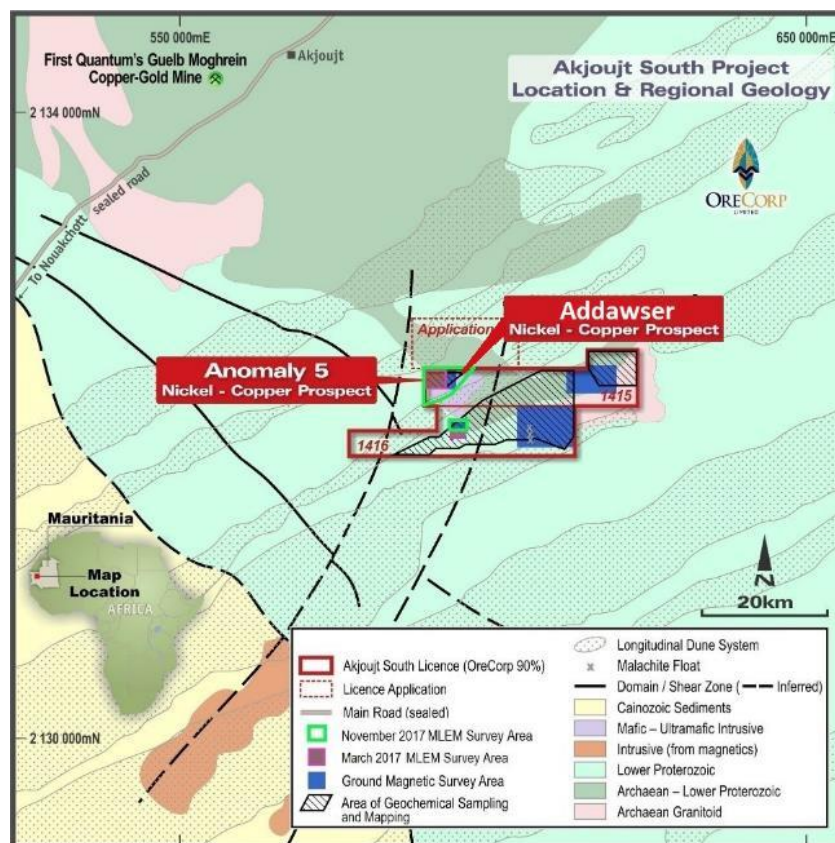 550 000mE
650 000mE
First Quantum's Guelb Moghrein
Copper-Gold Mine
Akjoujt
Akjoujt South Project
Location & Regional Geology
2 134 000mN
ORECORP
LIMITED
To Nouakchott sealed road
Application
Addawser
Nickel - Copper Prospect
Anomaly 5
Nickel - Copper Prospect
1415
1416
Mauritania
Map
Location
AFRICA
N
20km
2 130 000mN
Akjoujt South Licence (OreCorp 90%)
Licence Application
Main Road (sealed)
November 2017 MLEM Survey Area
March 2017 MLEM Survey Area
Ground Magnetic Survey Area
Area of Geochemical Sampling
and Mapping
Longitudinal Dune System
Malachite Float
Domain / Shear Zone ( Inferred)
Cainozoic Sediments
Mafic – Ultramafic Intrusive
Intrusive (from magnetics)
Lower Proterozoic
Archaean – Lower Proterozoic
Archaean Granitoid